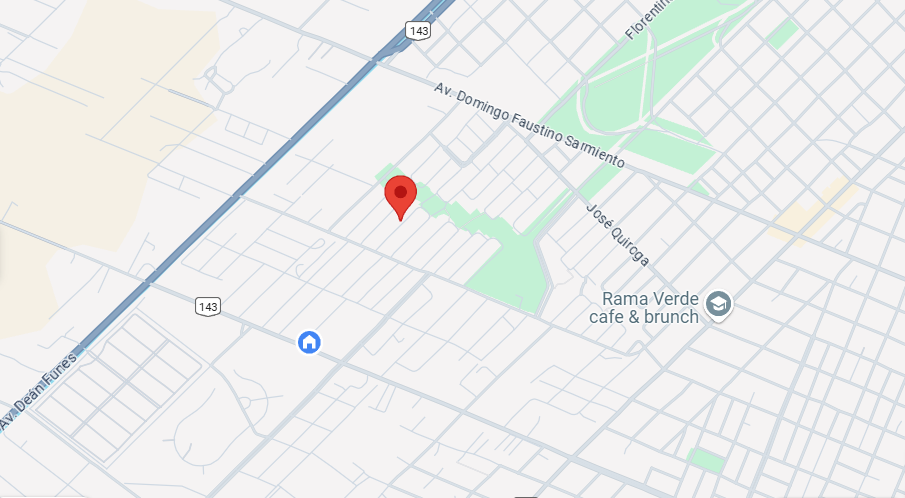 143
Florentin
Av. Domingo Faustino Sarmiento
José Quiroga
Rama Verde
cafe & brunch
143
Av. Deán Funes